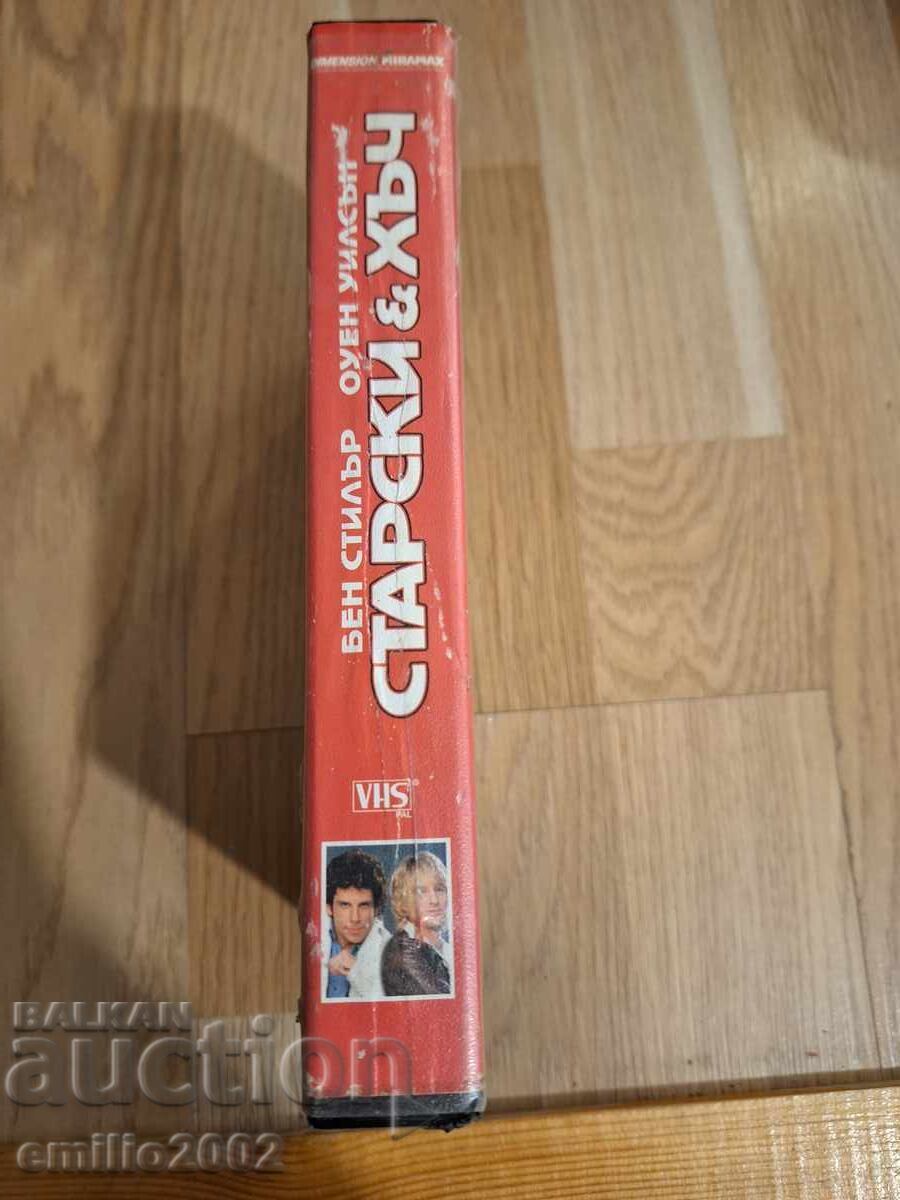 DIMENSION MIRAMAX
БЕН СТИЛЪР ОУЕН УИЛСЪН
СТАРСКИ & ХЪЧ
VHS®
PAL
BALKAN
auction
emilio2002